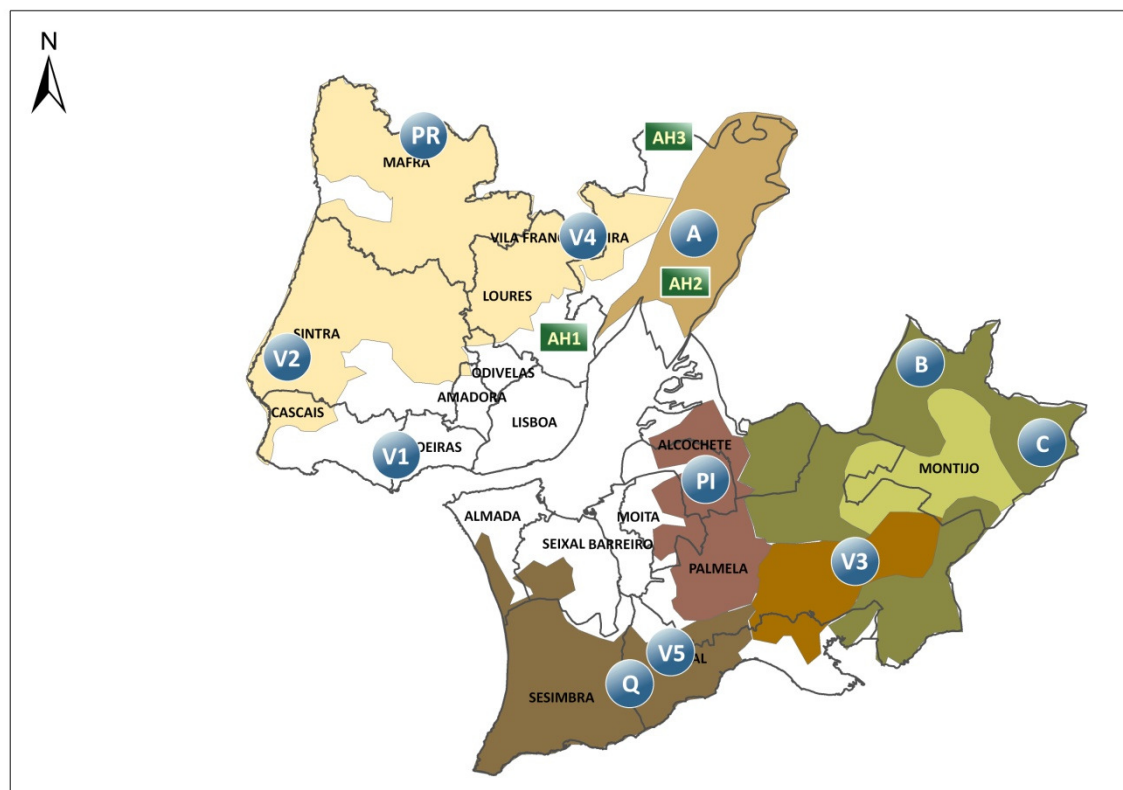 N
PR
MAFRA
AH3
VILA FRANC
V4
IRA
A
LOURES
AH2
AH1
SINTRA
V2
ODIVELAS
AMADORA
CASCAIS
LISBOA
OEIRAS
V1
B
C
ALCOCHETE
MONTIJO
PI
ALMADA
MOITA
SEIXAL
BARREIRO
PALMELA
V3
V5
AL
Q
SESIMBRA